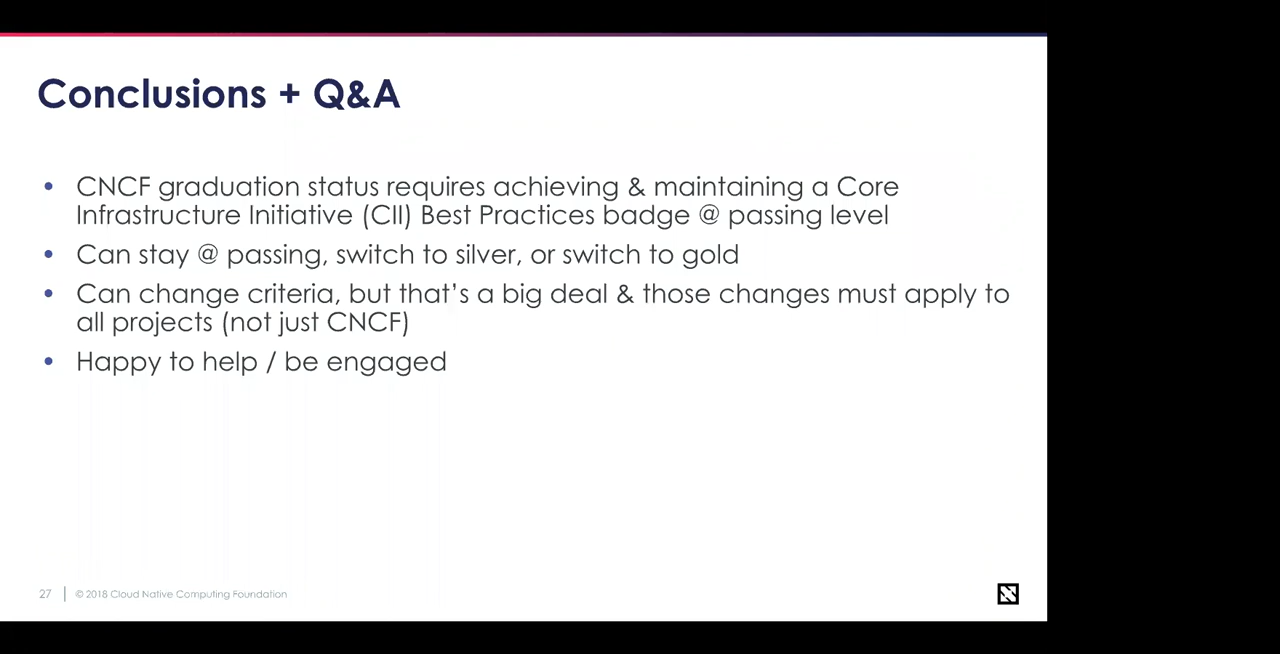 Conclusions + Q&A
• CNCF graduation status requires achieving & maintaining a Core
Infrastructure Initiative (CII) Best Practices badge @ passing level
• Can stay @ passing, switch to silver, or switch to gold
• Can change criteria, but that’s a big deal & those changes must apply to
all projects (not just CNCF)
• Happy to help / be engaged
27 | © 2018 Cloud Native Computing Foundation